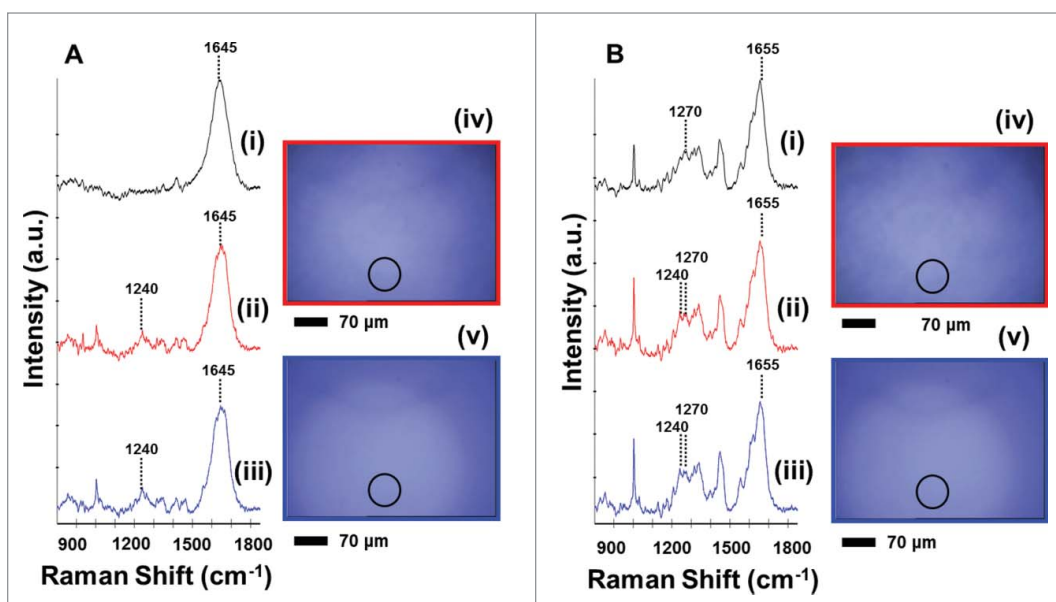 A
1645
(i)
(iv)
70 µm
1645
1240
(ii)
(v)
1645
1240
(iii)
70 µm
Intensity (a.u.)
900 1200 1500 1800
Raman Shift (cm-1)
B
1655
1270
(i)
(iv)
70 µm
1655
1270
1240
(ii)
(v)
1655
1270
1240
(iii)
70 µm
Intensity (a.u.)
900 1200 1500 1800
Raman Shift (cm-1)